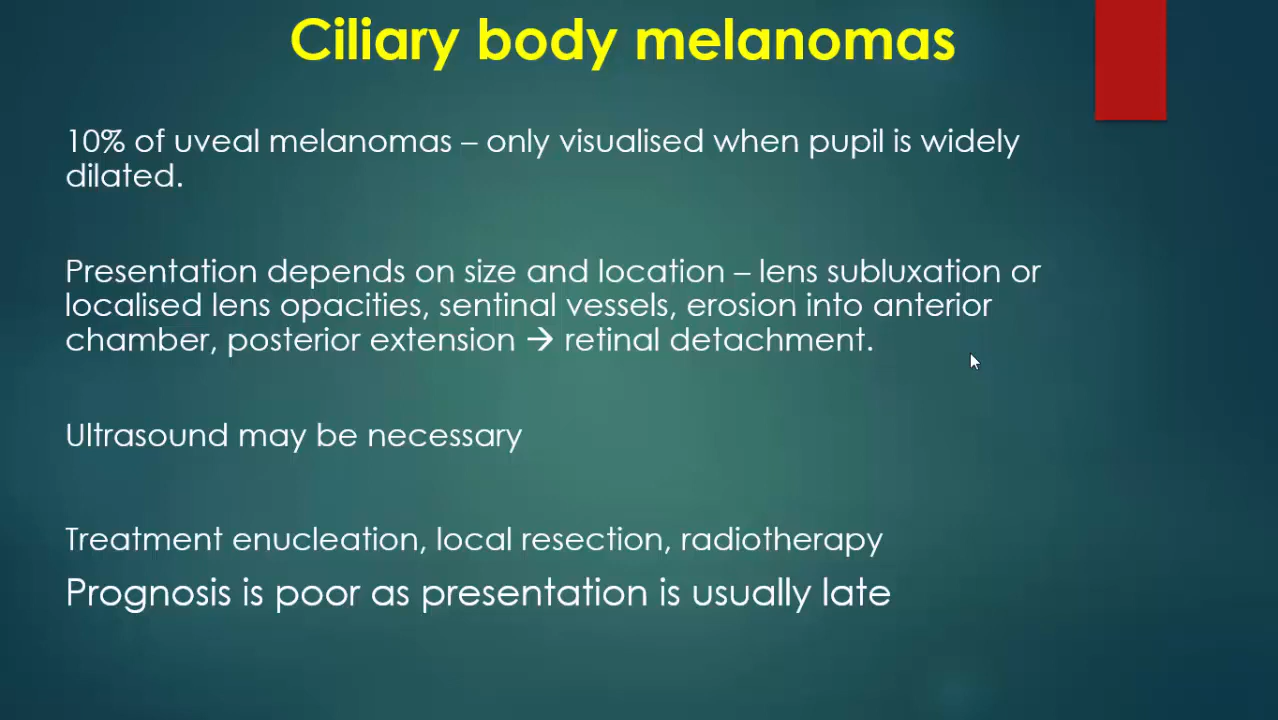 Ciliary body melanomas
10% of uveal melanomas – only visualised when pupil is widely
dilated.
Presentation depends on size and location – lens subluxation or
localised lens opacities, sentinal vessels, erosion into anterior
chamber, posterior extension → retinal detachment.
Ultrasound may be necessary
Treatment enucleation, local resection, radiotherapy
Prognosis is poor as presentation is usually late